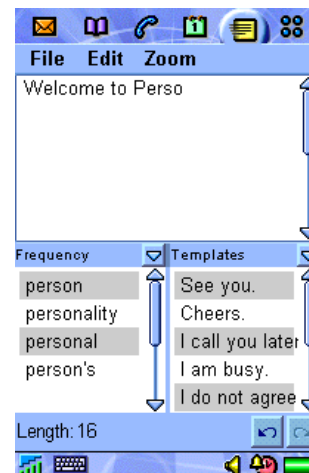 1
File Edit Zoom
Welcome to Perso
Frequency Templates
person See you.
personality Cheers.
personal I call you later
person's I am busy.
I do not agree
Length: 16